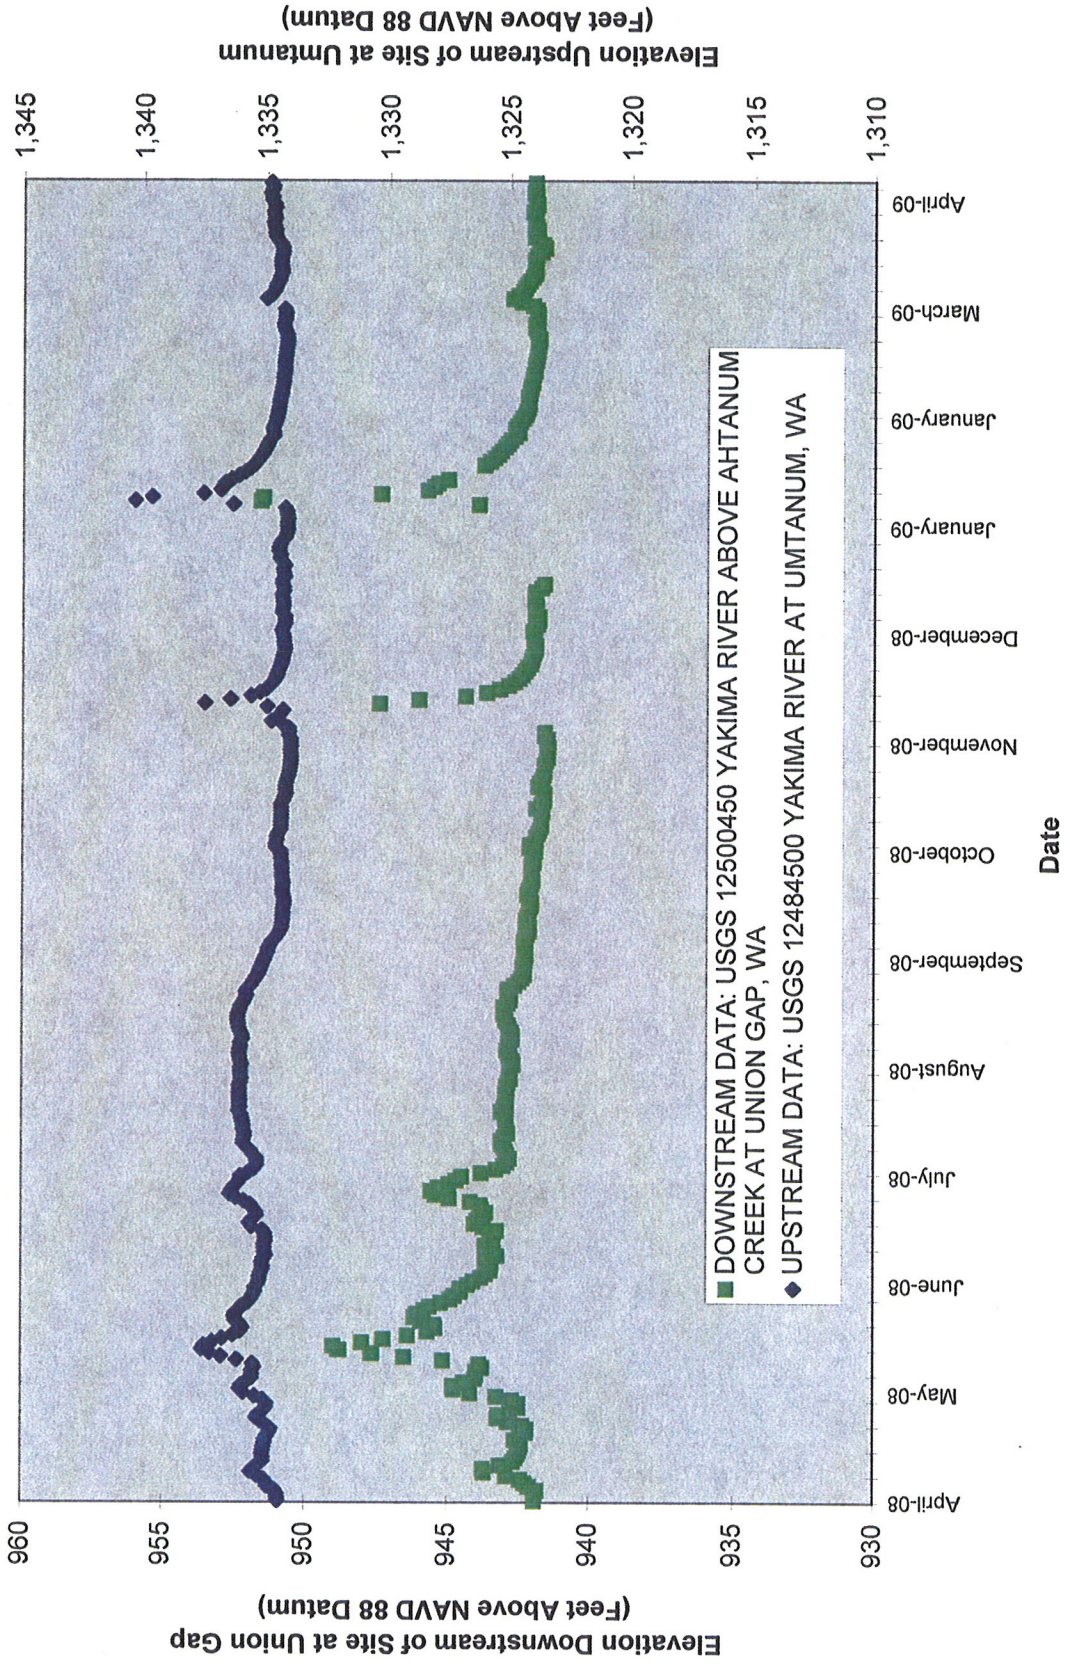 Elevation Upstream of Site at Umtanum
(Feet Above NAVD 88 Datum)
1,345
1,340
1,335
1,330
1,325
1,320
1,315
1,310
960
955
950
945
940
935
930
Elevation Downstream of Site at Union Gap
(Feet Above NAVD 88 Datum)
DOWNSTREAM DATA: USGS 12500450 YAKIMA RIVER ABOVE AHTANUM
CREEK AT UNION GAP, WA
UPSTREAM DATA: USGS 12484500 YAKIMA RIVER AT UMTANUM, WA
April-08
May-08
June-08
July-08
August-08
September-08
October-08
November-08
December-08
January-09
January-09
March-09
April-09
Date